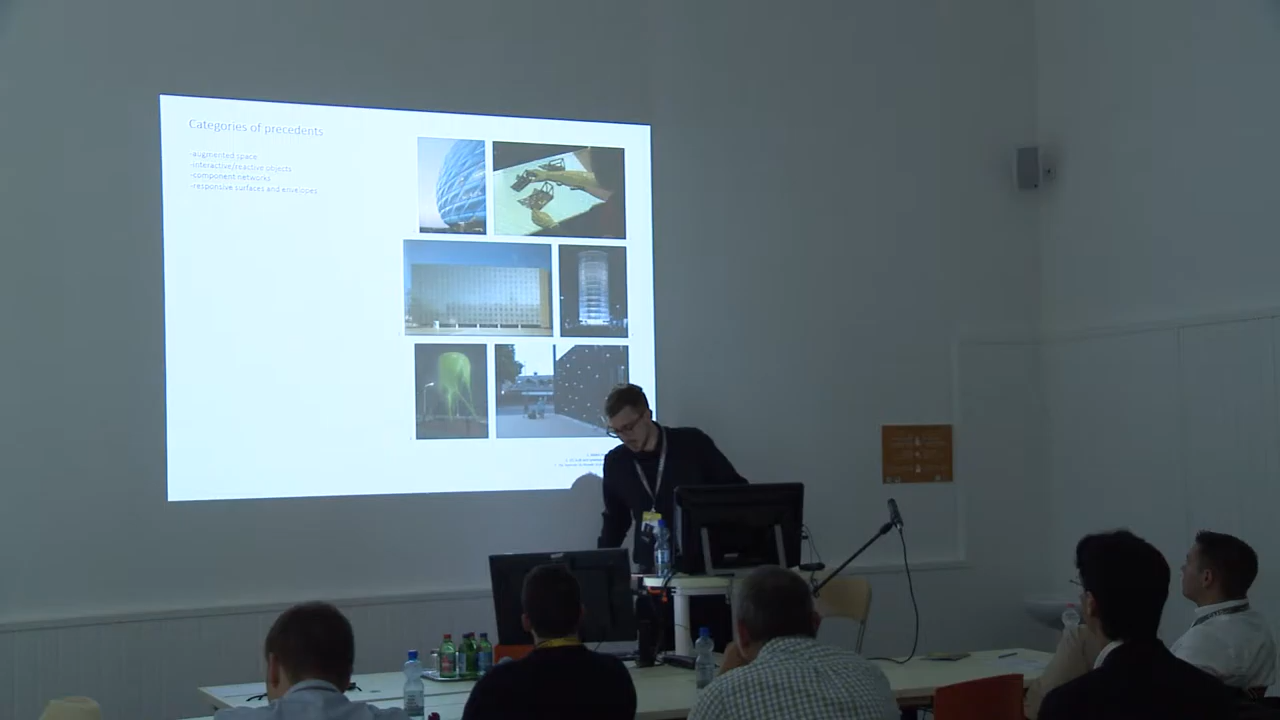 Categories of precedents
-augmented space
-interactive/reactive objects
-component networks
-responsive surfaces and envelopes